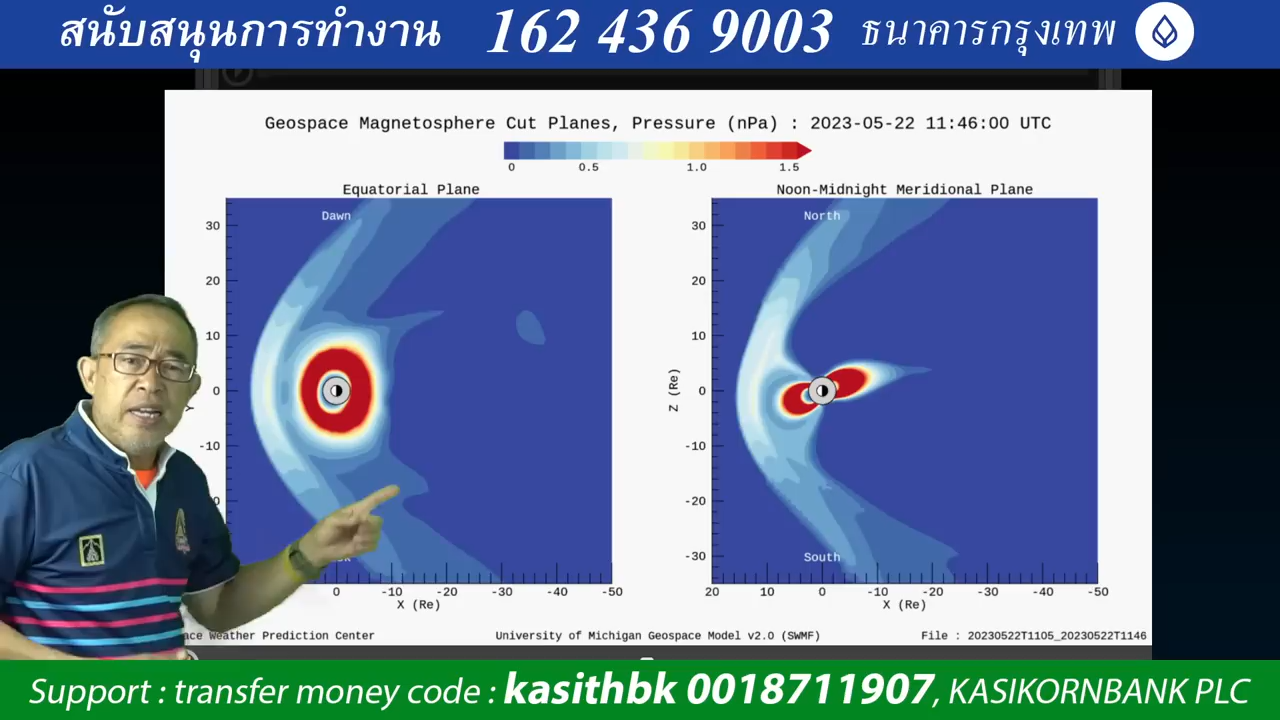 สนับสนุนการทำงาน 162 436 9003 ธนาคารกรุงเทพ
Geospace Magnetosphere Cut Planes, Pressure (nPa) : 2023-05-22 11:46:00 UTC
0 0.5 1.0 1.5
Equatorial Plane
Dawn
30
20
10
0
-10
Y
0 -10 -20 -30 -40 -50
X (Re)
Noon-Midnight Meridional Plane
North
30
20
10
0
-10
-20
-30
Z (Re)
South
20 10 0 -10 -20 -30 -40 -50
X (Re)
Weather Prediction Center
University of Michigan Geospace Model v2.0 (SWMF)
File : 20230522T1105_20230522T1146
Support : transfer money code : kasithbk 0018711907, KASIKORNBANK PLC